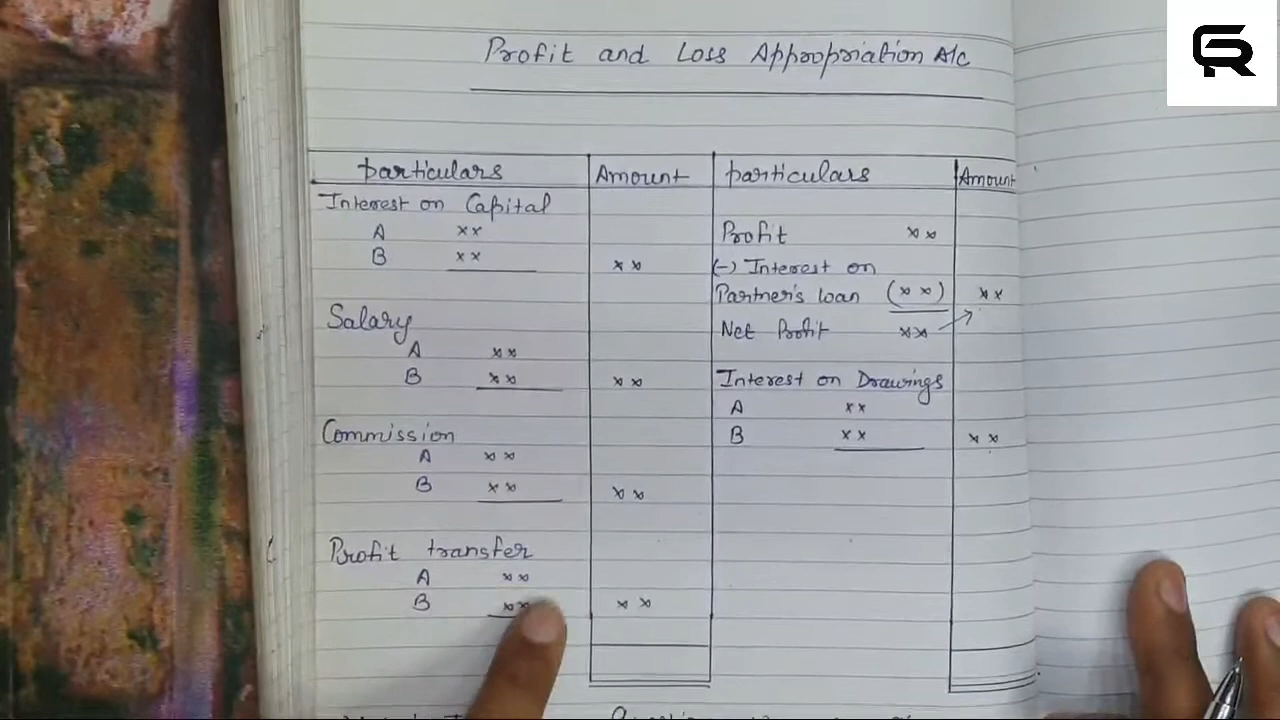 Profit and Loss Appropriation A/c
particulars Amount particulars Amount
Interest on Capital
A xx
B xx xx
Salary
A xx
B xx xx
Commission
A xx
B xx xx
Profit transfer
A xx
B xx xx
Profit xx
(-) Interest on
Partner's loan (xx) xx
Net Profit xx
Interest on Drawings
A xx
B xx xx
GR